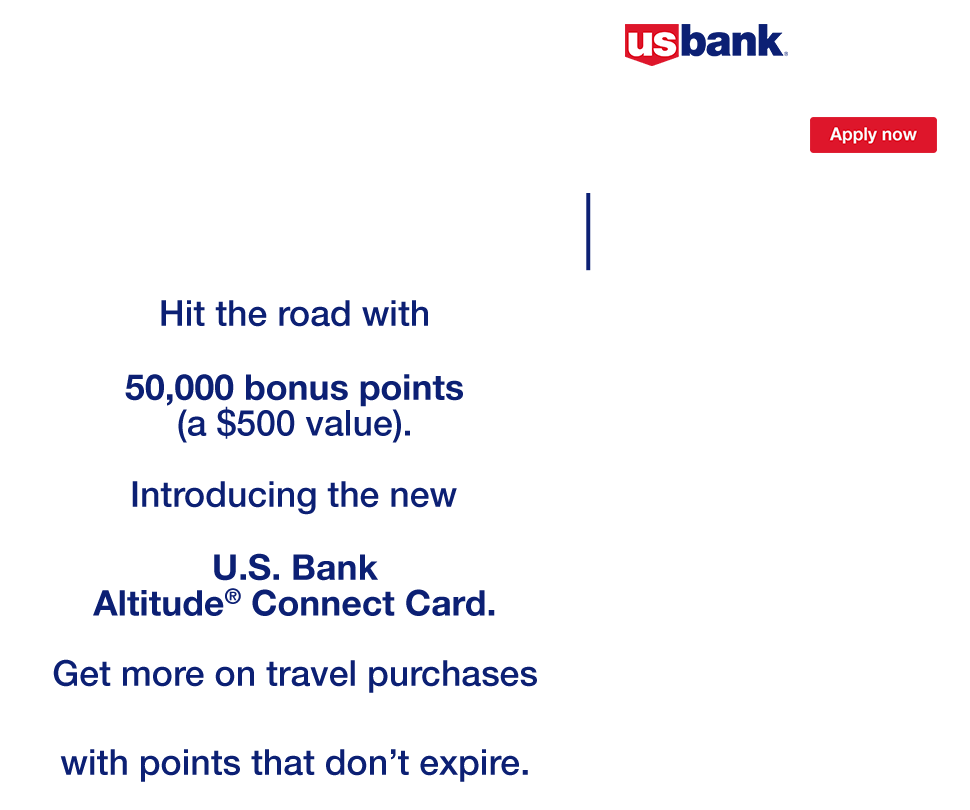 usbank®
Apply now
Hit the road with
50,000 bonus points
(a $500 value).
Introducing the new
U.S. Bank
Altitude® Connect Card.
Get more on travel purchases
with points that don’t expire.